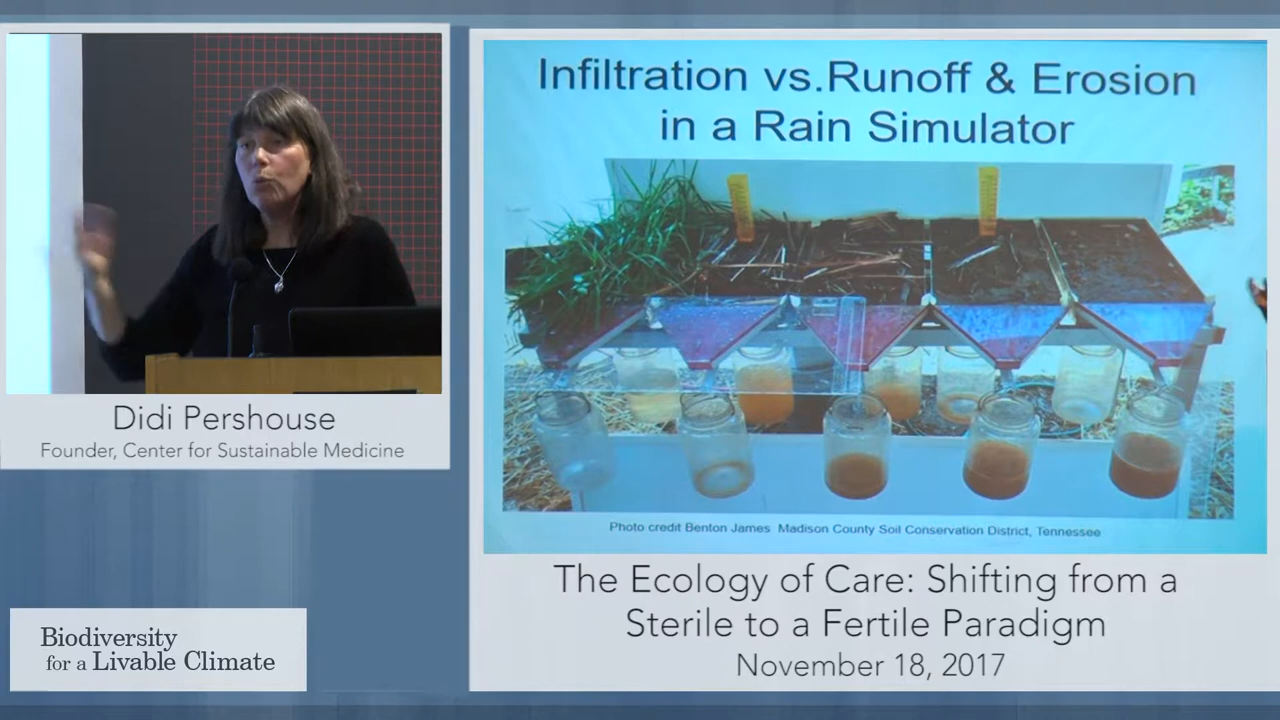 Infiltration vs.Runoff & Erosion
in a Rain Simulator
Photo credit Benton James Madison County Soil Conservation District, Tennessee
Didi Pershouse
Founder, Center for Sustainable Medicine
The Ecology of Care: Shifting from a
Sterile to a Fertile Paradigm
November 18, 2017
Biodiversity
for a Livable Climate